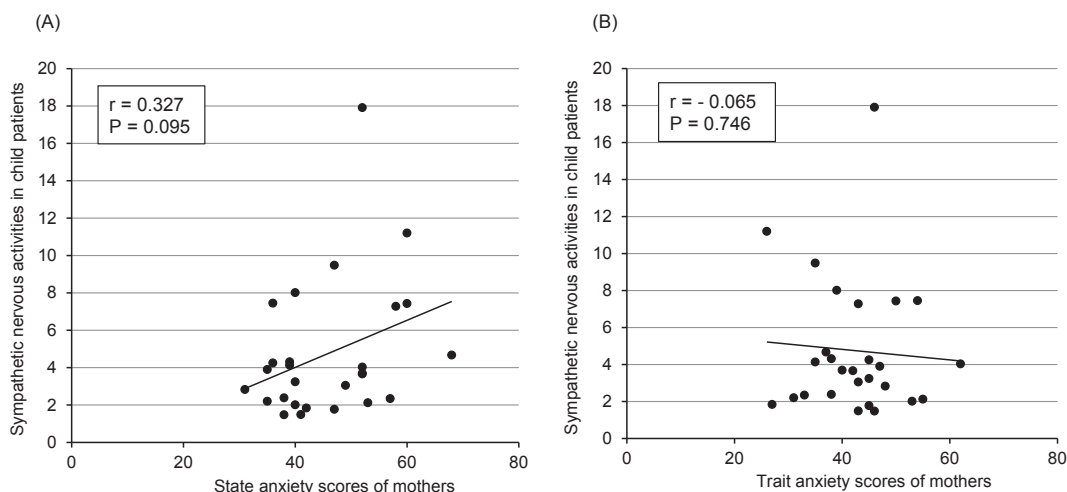 (A)
Sympathetic nervous activities in child patients
20
18
16
14
12
10
8
6
4
2
0
r = 0.327
P = 0.095
0 20 40 60 80
State anxiety scores of mothers
(B)
Sympathetic nervous activities in child patients
20
18
16
14
12
10
8
6
4
2
0
r = - 0.065
P = 0.746
0 20 40 60 80
Trait anxiety scores of mothers